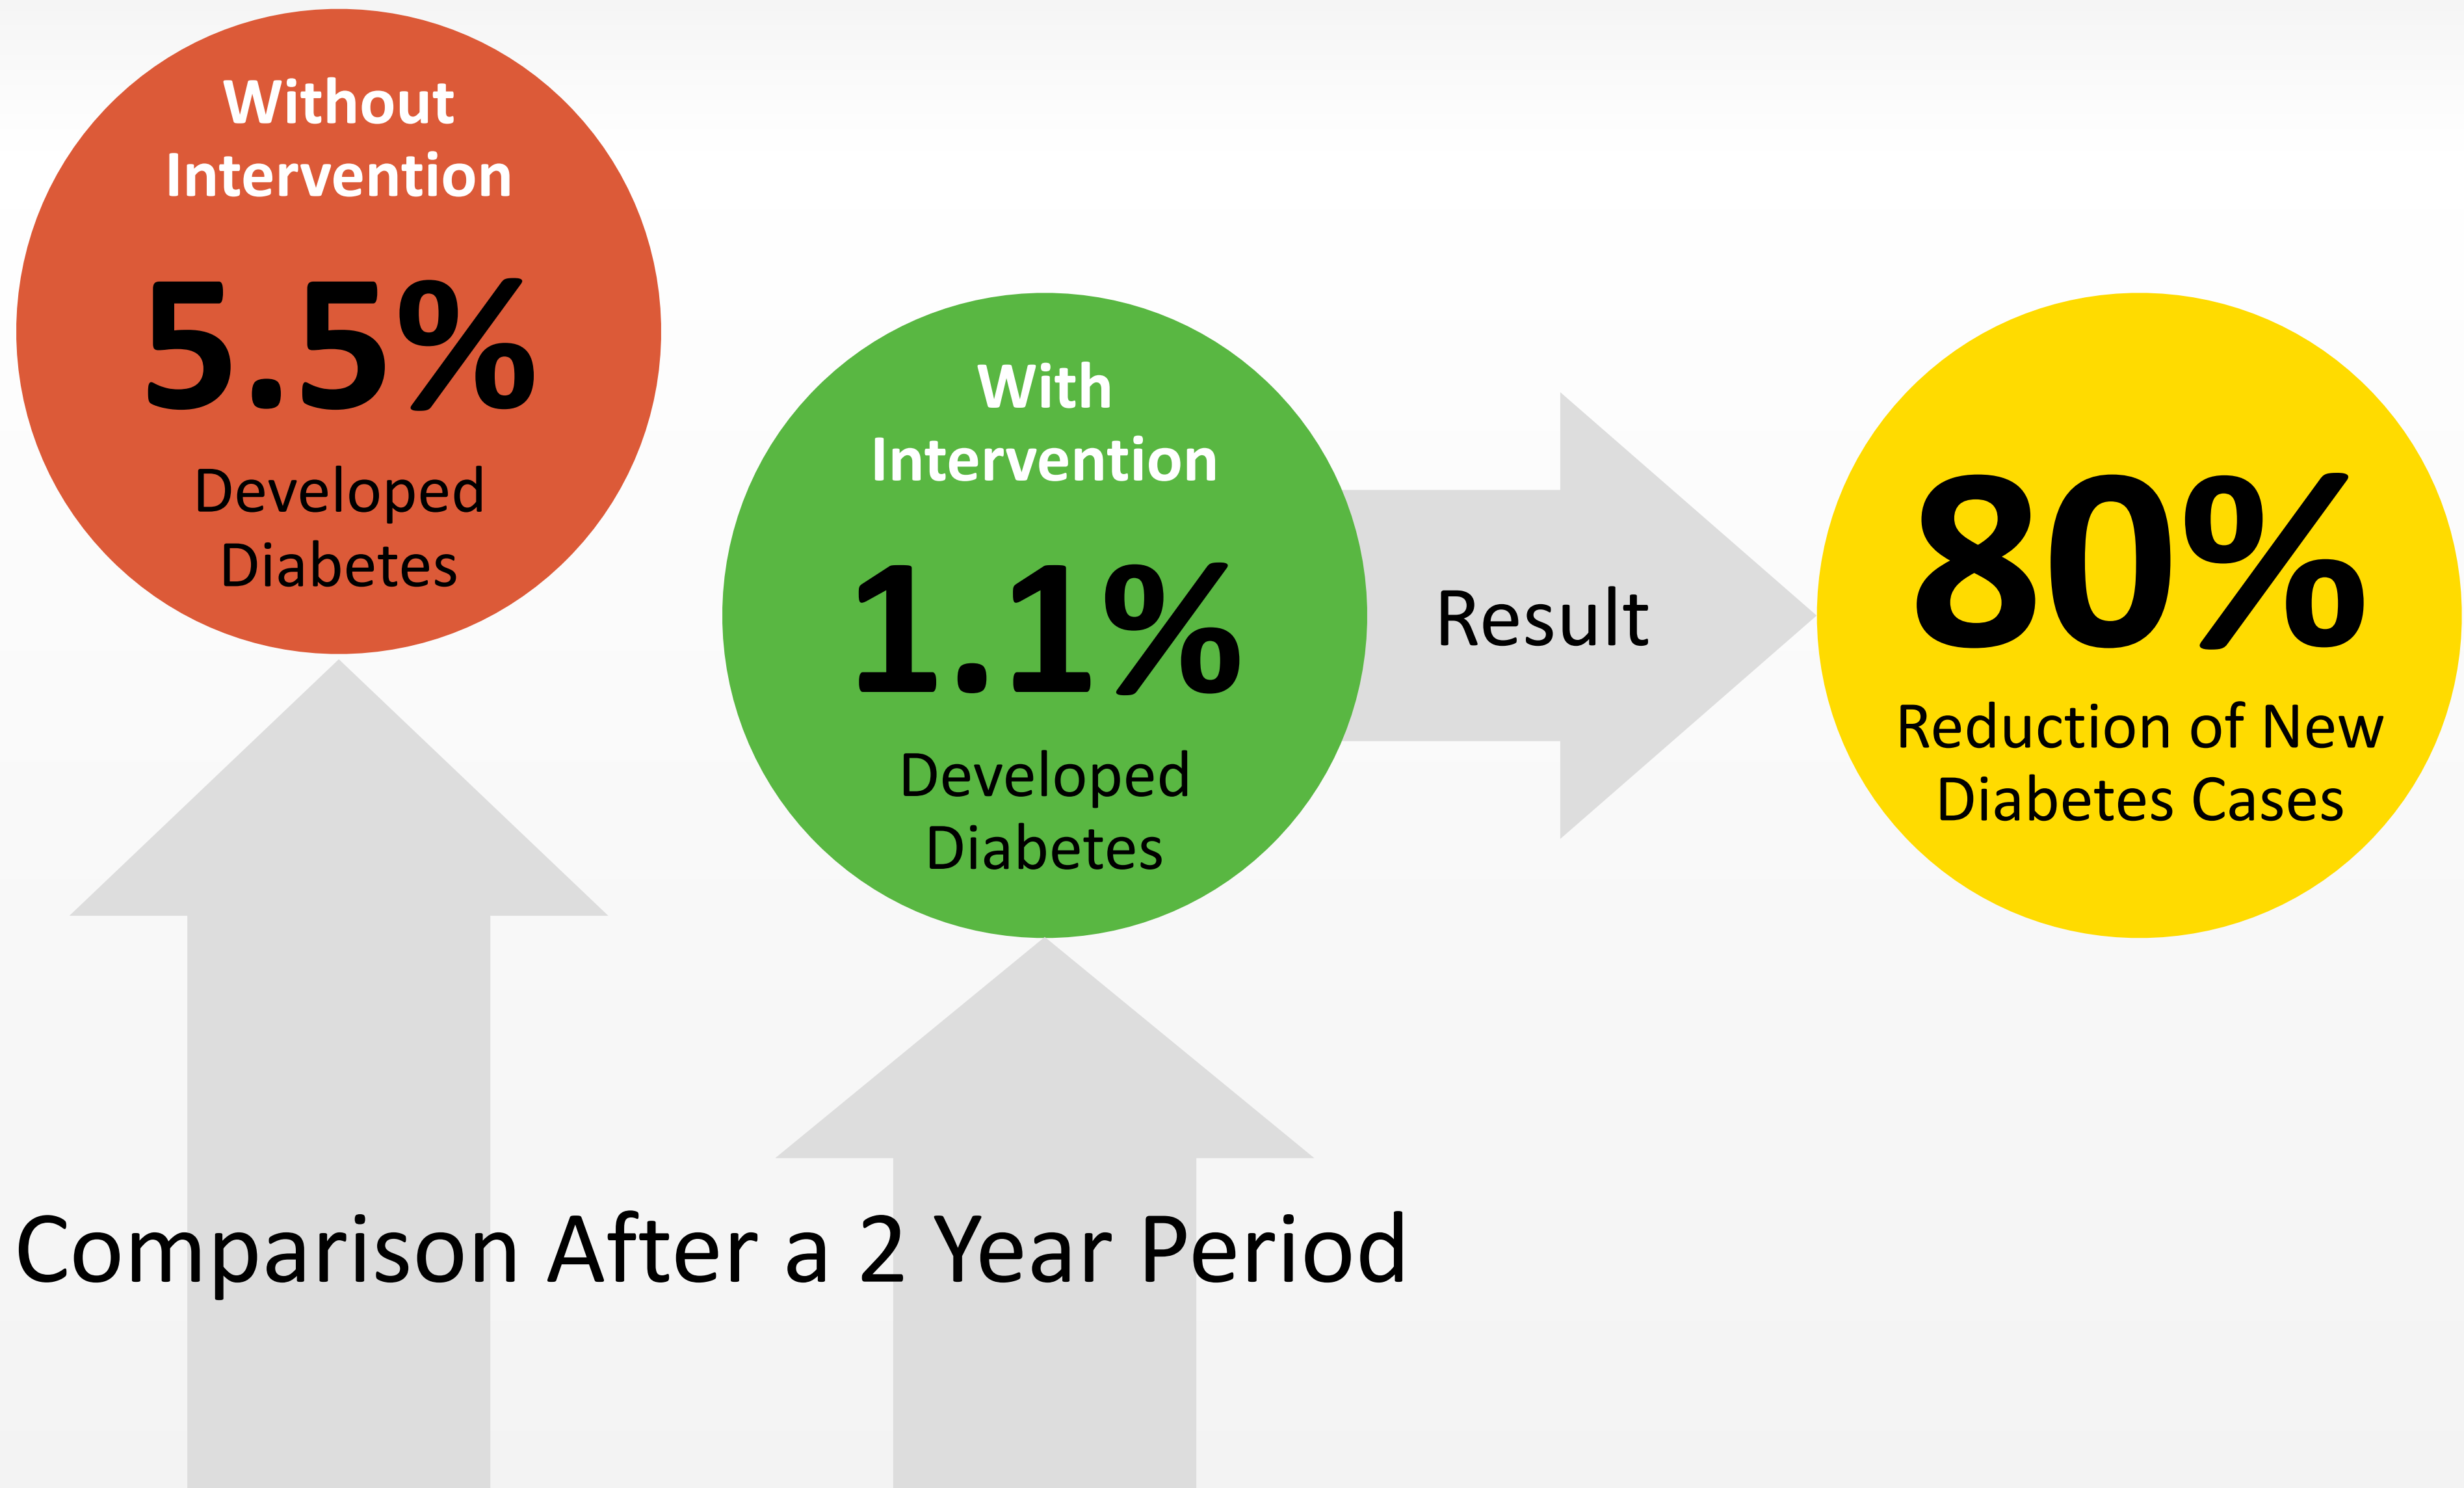 Without
Intervention
5.5%
Developed
Diabetes
With
Intervention
1.1%
Developed
Diabetes
Result
80%
Reduction of New
Diabetes Cases
Comparison After a 2 Year Period